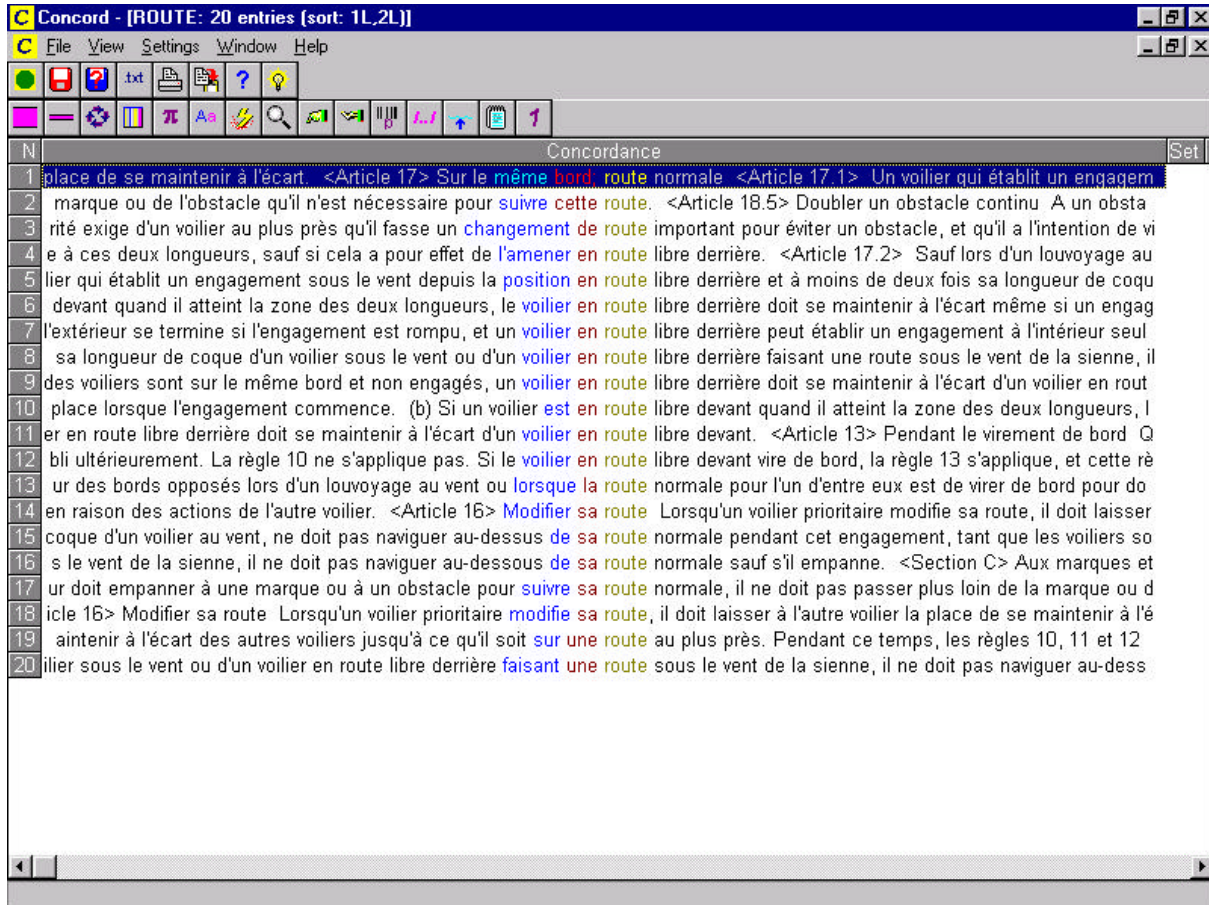 Concord - [ROUTE: 20 entries (sort: 1L,2L)]
File View Settings Window Help
.txt ?
π Aa
N Concordance Set
1 place de se maintenir à l'écart. <Article 17> Sur le même bord; route normale <Article 17.1> Un voilier qui établit un engagem
2 marque ou de l'obstacle qu'il n'est nécessaire pour suivre cette route. <Article 18.5> Doubler un obstacle continu A un obsta
3 rité exige d'un voilier au plus près qu'il fasse un changement de route important pour éviter un obstacle, et qu'il a l'intention de vi
4 e à ces deux longueurs, sauf si cela a pour effet de l'amener en route libre derrière. <Article 17.2> Sauf lors d'un louvoyage au
5 lier qui établit un engagement sous le vent depuis la position en route libre derrière et à moins de deux fois sa longueur de coqu
6 devant quand il atteint la zone des deux longueurs, le voilier en route libre derrière doit se maintenir à l'écart même si un engag
7 l'extérieur se termine si l'engagement est rompu, et un voilier en route libre derrière peut établir un engagement à l'intérieur seul
8 sa longueur de coque d'un voilier sous le vent ou d'un voilier en route libre derrière faisant une route sous le vent de la sienne, il
9 des voiliers sont sur le même bord et non engagés, un voilier en route libre derrière doit se maintenir à l'écart d'un voilier en rout
10 place lorsque l'engagement commence. (b) Si un voilier est en route libre devant quand il atteint la zone des deux longueurs, l
11 er en route libre derrière doit se maintenir à l'écart d'un voilier en route libre devant. <Article 13> Pendant le virement de bord Q
12 bli ultérieurement. La règle 10 ne s'applique pas. Si le voilier en route libre devant vire de bord, la règle 13 s'applique, et cette rè
13 ur des bords opposés lors d'un louvoyage au vent ou lorsque la route normale pour l'un d'entre eux est de virer de bord pour do
14 en raison des actions de l'autre voilier. <Article 16> Modifier sa route Lorsqu'un voilier prioritaire modifie sa route, il doit laisser
15 coque d'un voilier au vent, ne doit pas naviguer au-dessus de sa route normale pendant cet engagement, tant que les voiliers so
16 s le vent de la sienne, il ne doit pas naviguer au-dessous de sa route normale sauf s'il empanne. <Section C> Aux marques et
17 ur doit empanner à une marque ou à un obstacle pour suivre sa route normale, il ne doit pas passer plus loin de la marque ou d
18 icle 16> Modifier sa route Lorsqu'un voilier prioritaire modifie sa route, il doit laisser à l'autre voilier la place de se maintenir à l'é
19 aintenir à l'écart des autres voiliers jusqu'à ce qu'il soit sur une route au plus près. Pendant ce temps, les règles 10, 11 et 12
20 ilier sous le vent ou d'un voilier en route libre derrière faisant une route sous le vent de la sienne, il ne doit pas naviguer au-dess